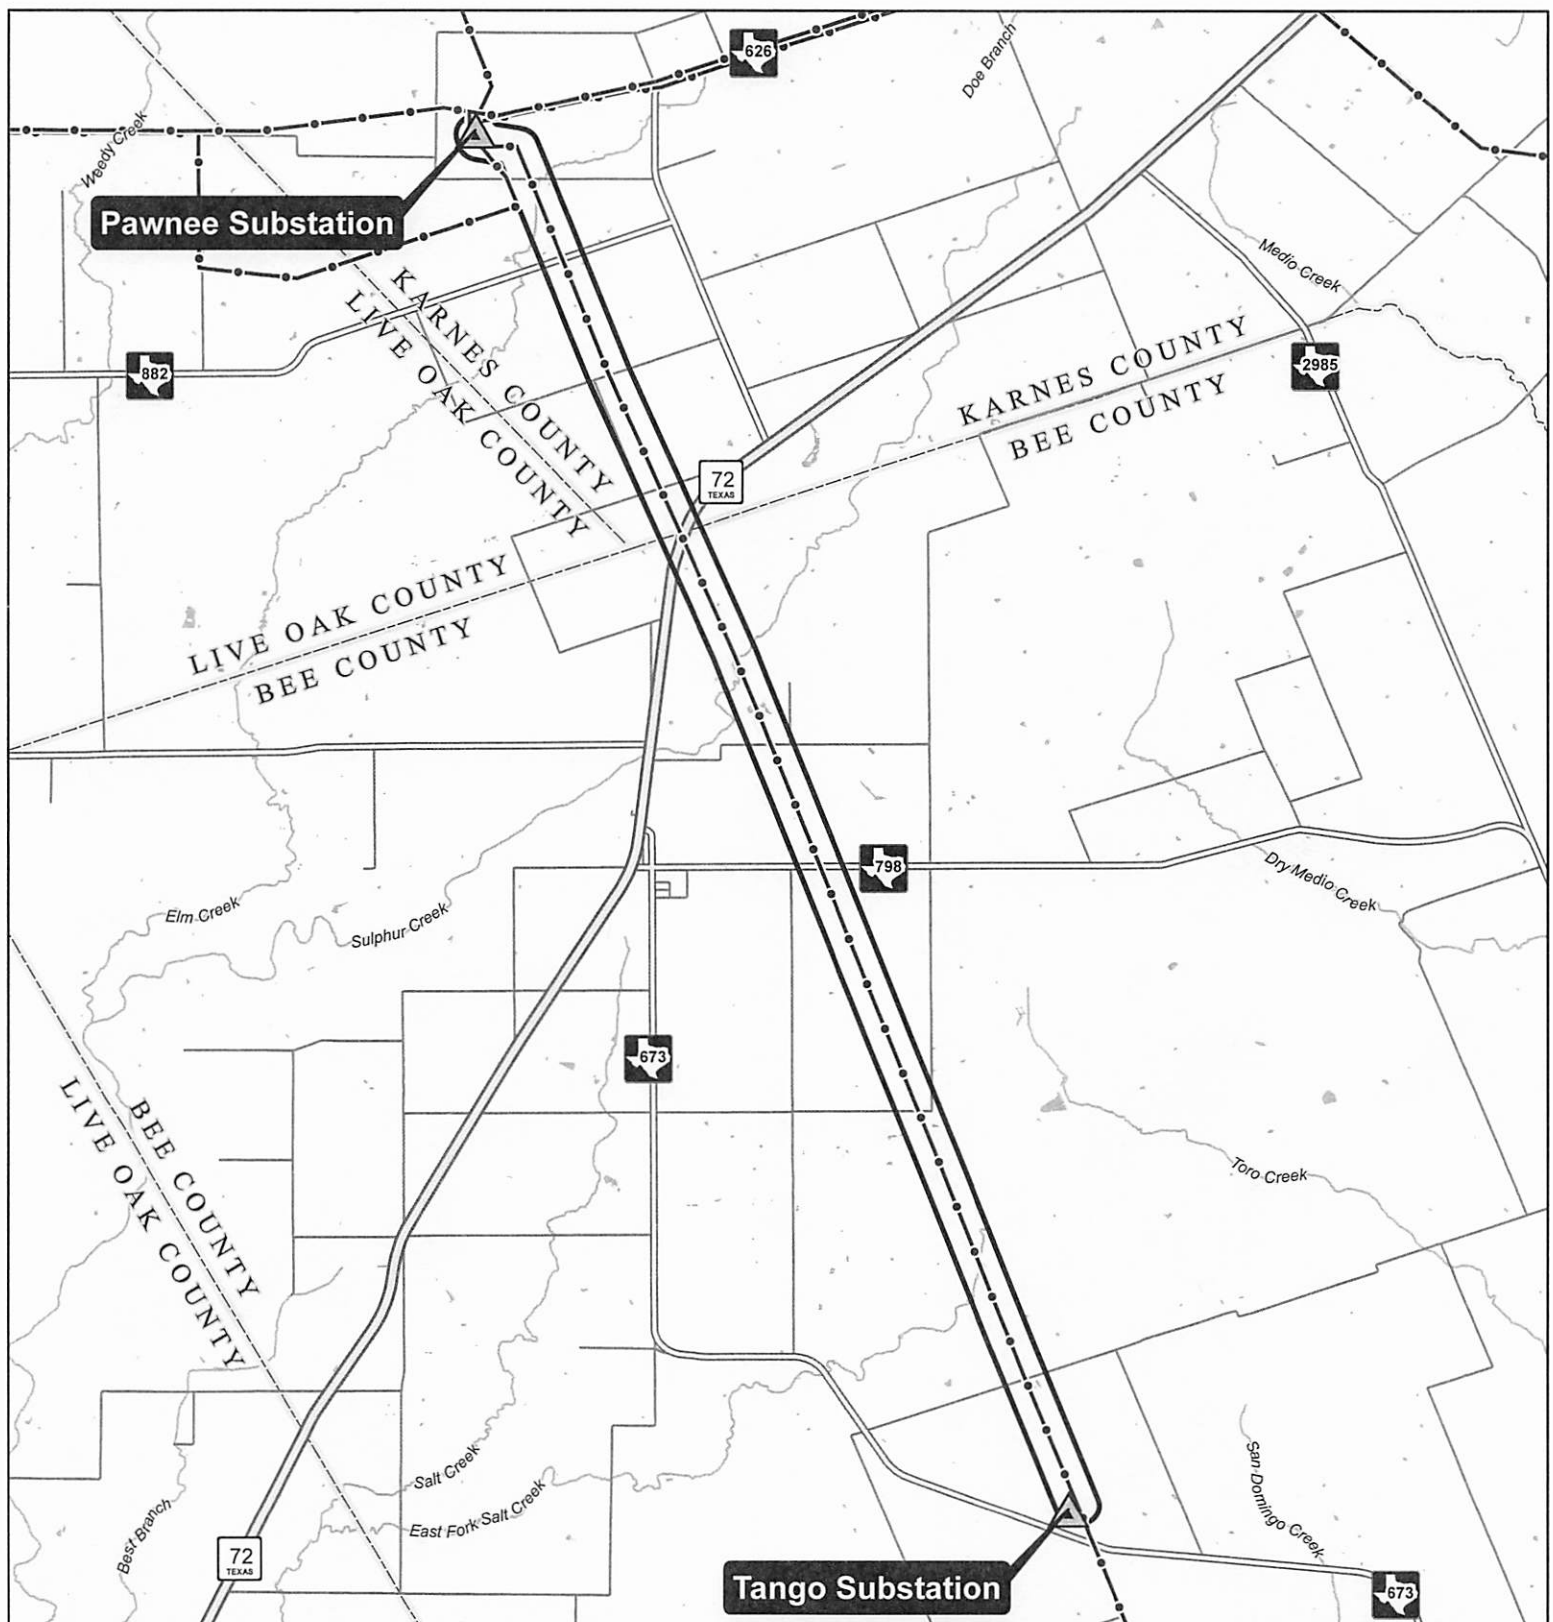 626
Doe Branch
Weedy Creek
Pawnee Substation
Medio Creek
KARNES COUNTY
LIVE OAK COUNTY
882
KARNES COUNTY
BEE COUNTY
2985
72
TEXAS
LIVE OAK COUNTY
BEE COUNTY
798
Dry Medio Creek
Elm Creek
Sulphur Creek
673
BEE COUNTY
LIVE OAK COUNTY
Toro Creek
Salt Creek
East Fork Salt Creek
Best Branch
San Domingo Creek
72
TEXAS
Tango Substation
673